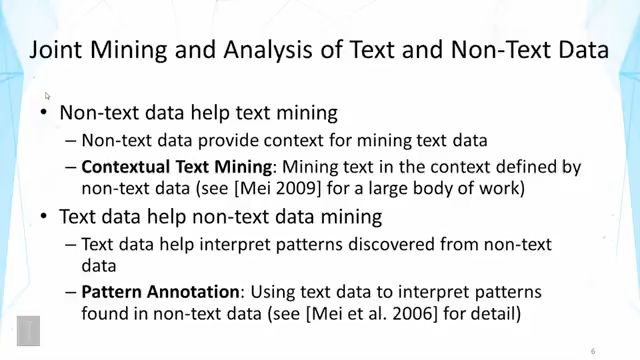 Joint Mining and Analysis of Text and Non-Text Data
• Non-text data help text mining
– Non-text data provide context for mining text data
– Contextual Text Mining: Mining text in the context defined by
non-text data (see [Mei 2009] for a large body of work)
• Text data help non-text data mining
– Text data help interpret patterns discovered from non-text
data
– Pattern Annotation: Using text data to interpret patterns
found in non-text data (see [Mei et al. 2006] for detail)
6